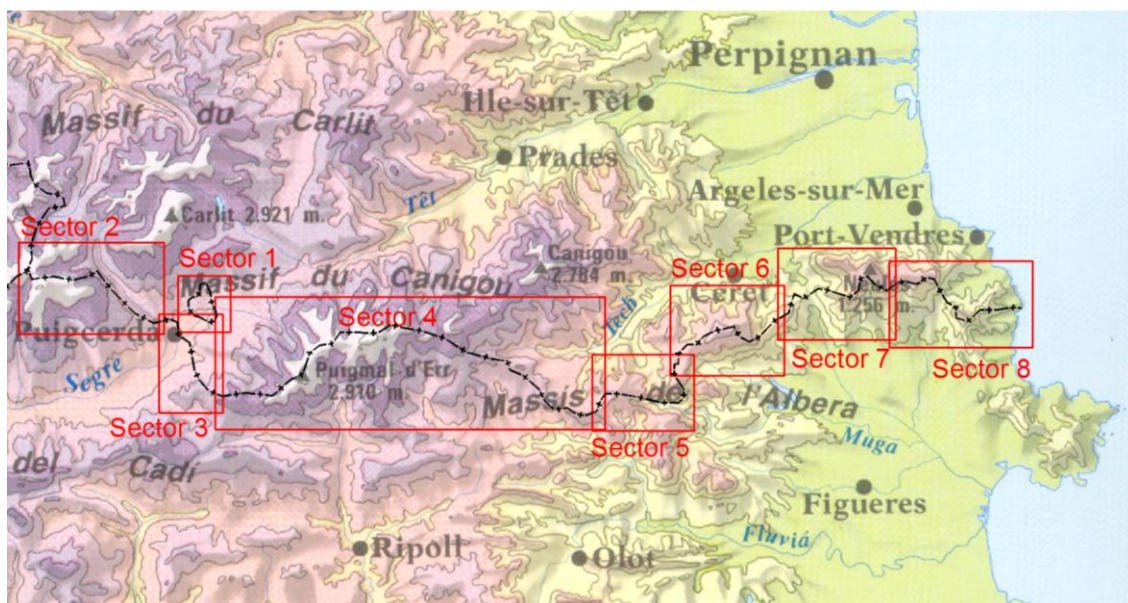 Perpignan
Ille-sur-Têt
Massif du Carlit
Prades
Têt
Argeles-sur-Mer
Carlit 2.921 m.
Sector 2
Port-Vendres
Canigou
2.784 m.
Sector 1
Massif du Canigou
Sector 6
Ceret
1.256 m.
Sector 4
Tech
Puigcerda
Sector 7
Sector 8
Segre
Puigmal d'Err
2.910 m.
Massis de l'Albera
Sector 3
Sector 5
Muga
del Cadí
Figueres
Fluviá
Ripoll
Olot